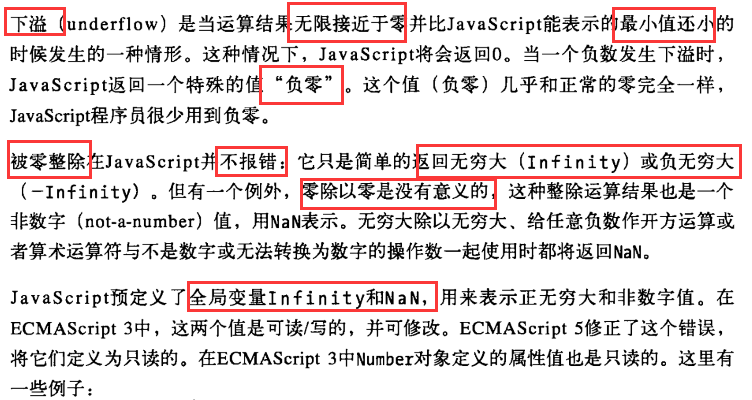 下溢（underflow）是当运算结果无限接近于零并比JavaScript能表示的最小值还小的
时候发生的一种情形。这种情况下，JavaScript将会返回0。当一个负数发生下溢时，
JavaScript返回一个特殊的值“负零”。这个值（负零）几乎和正常的零完全一样，
JavaScript程序员很少用到负零。
被零整除在JavaScript并不报错：它只是简单的返回无穷大（Infinity）或负无穷大
（-Infinity）。但有一个例外，零除以零是没有意义的，这种整除运算结果也是一个
非数字（not-a-number）值，用NaN表示。无穷大除以无穷大、给任意负数作开方运算或
者算术运算符与不是数字或无法转换为数字的操作数一起使用时都将返回NaN。
JavaScript预定义了全局变量Infinity和NaN，用来表示正无穷大和非数字值。在
ECMAScript 3中，这两个值是可读/写的，并可修改。ECMAScript 5修正了这个错误，
将它们定义为只读的。在ECMAScript 3中Number对象定义的属性值也是只读的。这里有
一些例子：